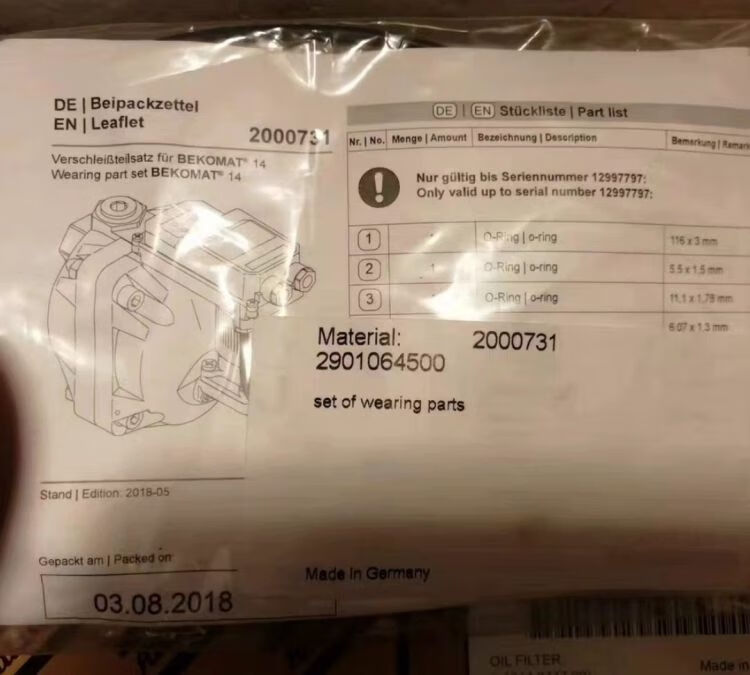 DE | Beipackzettel
EN | Leaflet
2000731
Verschleißteilsatz für BEKOMAT® 14
Wearing part set BEKOMAT® 14
DE | EN Stückliste | Part list
Nr. | No. Menge | Amount Bezeichnung | Description Bemerkung | Remark
Nur gültig bis Seriennummer 12997797:
Only valid up to serial number 12997797:
1 O-Ring | o-ring 116 x 3 mm
2 1 O-Ring | o-ring 5.5 x 1.5 mm
3 O-Ring | o-ring 11.1 x 1.78 mm
6.07 x 1.3 mm
Material: 2000731
2901064500
set of wearing parts
Stand | Edition: 2018-05
Gepackt am | Packed on:
03.08.2018
Made in Germany
OIL FILTER
Made in